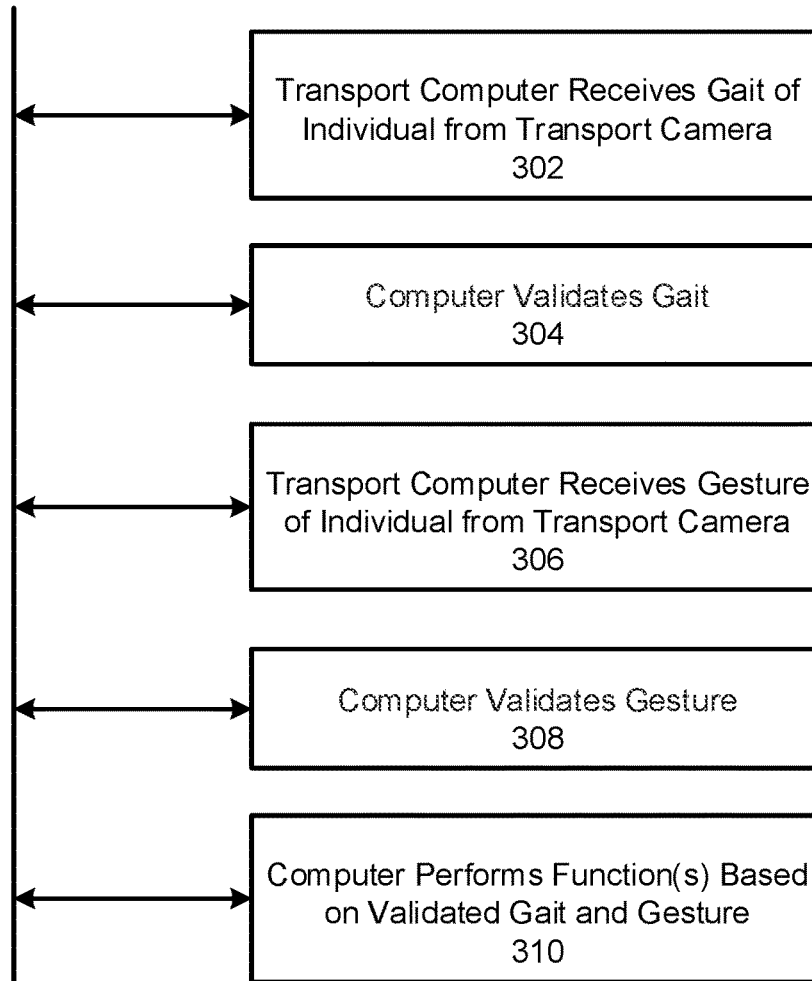 Transport Computer Receives Gait of
Individual from Transport Camera
302
Computer Validates Gait
304
Transport Computer Receives Gesture
of Individual from Transport Camera
306
Computer Validates Gesture
308
Computer Performs Function(s) Based
on Validated Gait and Gesture
310